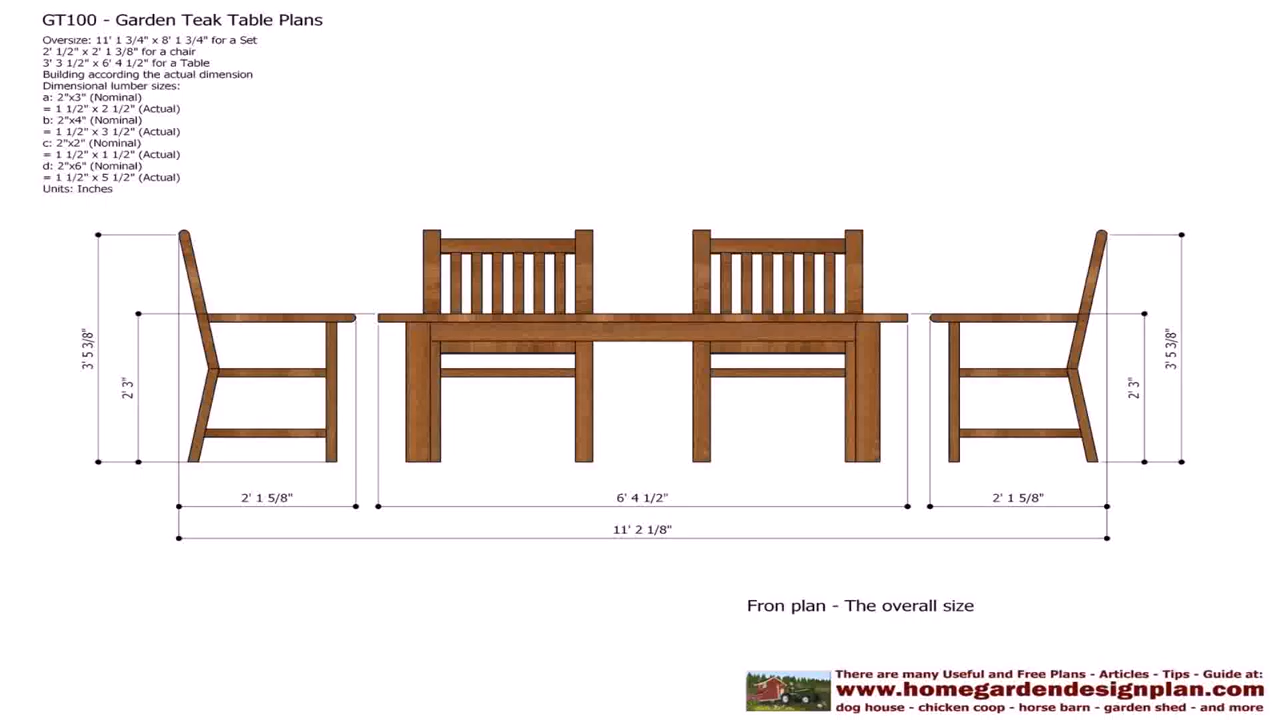 GT100 - Garden Teak Table Plans
Oversize: 11' 1 3/4" x 8' 1 3/4" for a Set
2' 1/2" x 2' 1 3/8" for a chair
3' 3 1/2" x 6' 4 1/2" for a Table
Building according the actual dimension
Dimensional lumber sizes:
a: 2"x3" (Nominal)
= 1 1/2" x 2 1/2" (Actual)
b: 2"x4" (Nominal)
= 1 1/2" x 3 1/2" (Actual)
c: 2"x2" (Nominal)
= 1 1/2" x 1 1/2" (Actual)
d: 2"x6" (Nominal)
= 1 1/2" x 5 1/2" (Actual)
Units: Inches
3' 5 3/8"
2' 3"
2' 3"
3' 5 3/8"
2' 1 5/8"
6' 4 1/2"
2' 1 5/8"
11' 2 1/8"
Fron plan - The overall size
There are many Useful and Free Plans - Articles - Tips - Guide at:
www.homegardendesignplan.com
dog house - chicken coop - horse barn - garden shed - and more